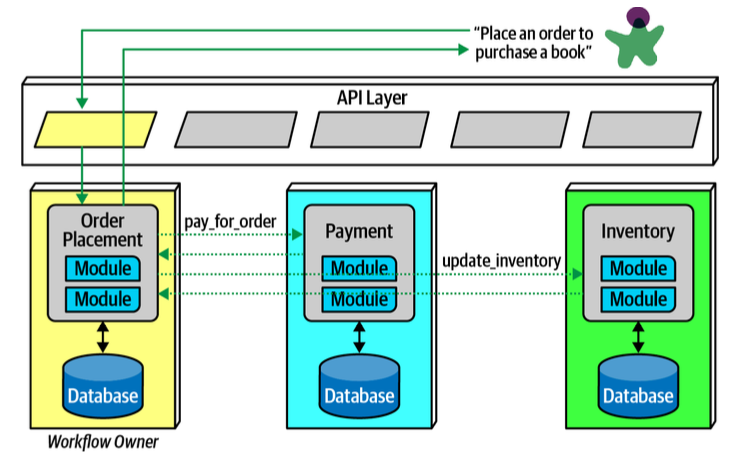 “Place an order to
purchase a book”
API Layer
Order
Placement
Module
Module
Database
Workflow Owner
pay_for_order
Payment
Module
Module
Database
update_inventory
Inventory
Module
Module
Database